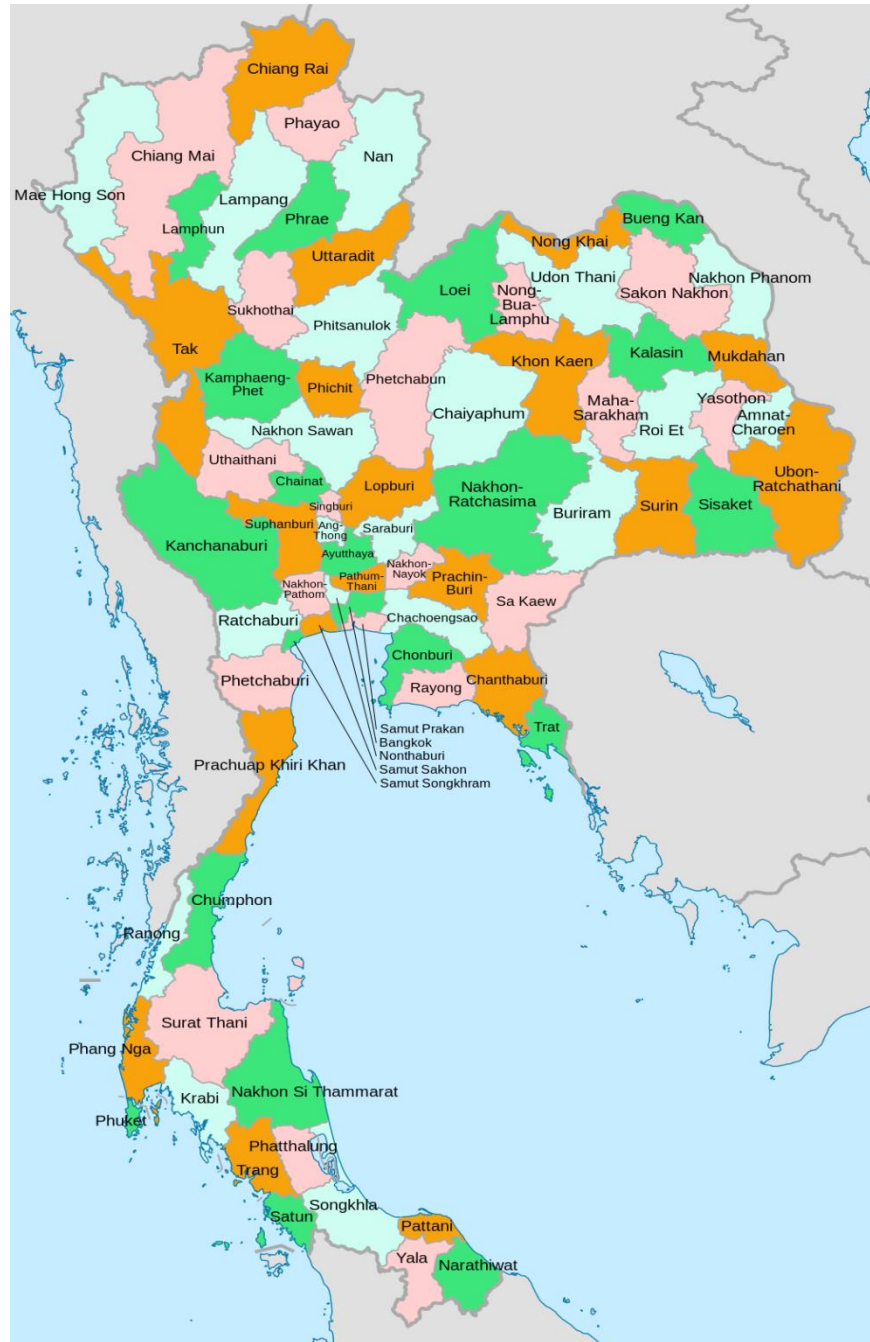 Chiang Rai
Phayao
Nan
Chiang Mai
Mae Hong Son
Lampang
Phrae
Lamphun
Uttaradit
Bueng Kan
Nong Khai
Loei
Udon Thani
Nakhon Phanom
Nong-
Bua-
Lamphu
Sakon Nakhon
Sukhothai
Phitsanulok
Tak
Khon Kaen
Kalasin
Mukdahan
Kamphaeng-
Phet
Phichit
Phetchabun
Chaiyaphum
Maha-
Sarakham
Yasothon
Roi Et
Amnat-
Charoen
Nakhon Sawan
Uthaithani
Ubon-
Ratchathani
Chainat
Lopburi
Nakhon-
Ratchasima
Surin
Sisaket
Singburi
Buriram
Suphanburi
Ang-
Thong
Saraburi
Kanchanaburi
Ayutthaya
Nakhon-
Nayok
Pathum-
Thani
Prachin-
Buri
Nakhon-
Pathom
Sa Kaew
Ratchaburi
Chachoengsao
Chonburi
Phetchaburi
Rayong
Chanthaburi
Trat
Samut Prakan
Bangkok
Nonthaburi
Samut Sakhon
Samut Songkhram
Prachuap Khiri Khan
Chumphon
Ranong
Surat Thani
Phang Nga
Krabi
Nakhon Si Thammarat
Phuket
Phatthalung
Trang
Songkhla
Satun
Pattani
Yala
Narathiwat